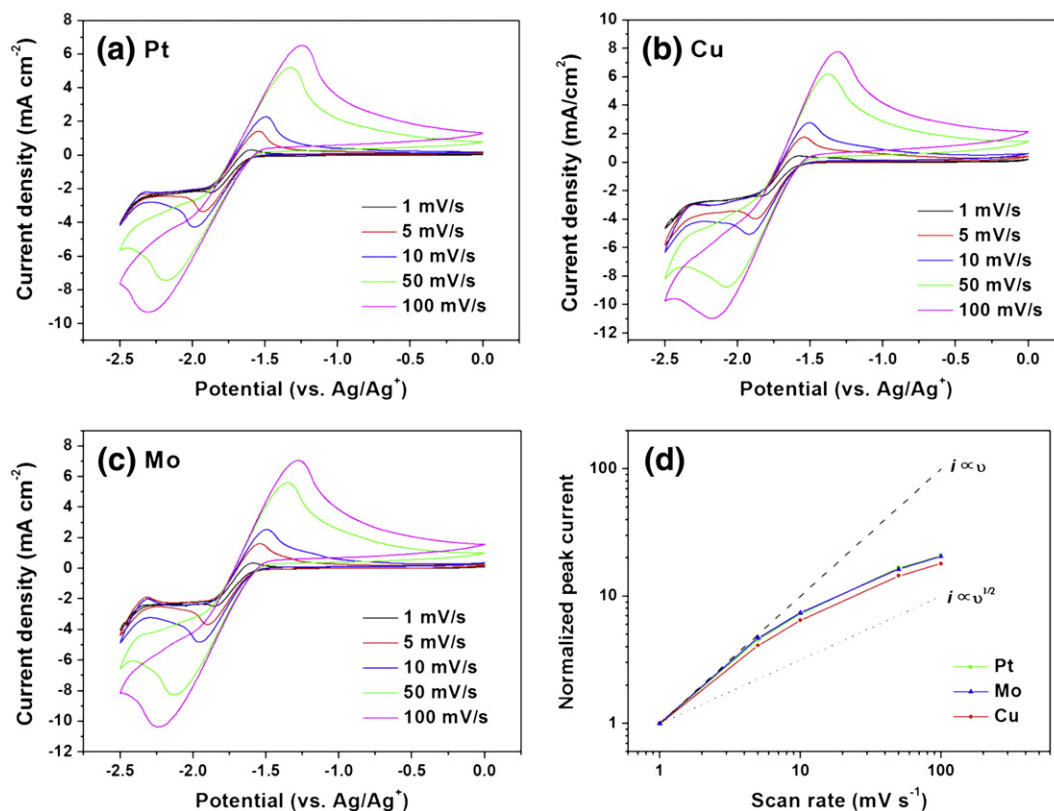 (a) Pt
Current density (mA cm⁻²)
8
6
4
2
0
-2
-4
-6
-8
-10
1 mV/s
5 mV/s
10 mV/s
50 mV/s
100 mV/s
-2.5 -2.0 -1.5 -1.0 -0.5 0.0
Potential (vs. Ag/Ag⁺)
(b) Cu
Current density (mA/cm²)
10
8
6
4
2
0
-2
-4
-6
-8
-10
-12
1 mV/s
5 mV/s
10 mV/s
50 mV/s
100 mV/s
-2.5 -2.0 -1.5 -1.0 -0.5 0.0
Potential (vs. Ag/Ag⁺)
(c) Mo
Current density (mA cm⁻²)
8
6
4
2
0
-2
-4
-6
-8
-10
-12
1 mV/s
5 mV/s
10 mV/s
50 mV/s
100 mV/s
-2.5 -2.0 -1.5 -1.0 -0.5 0.0
Potential (vs. Ag/Ag⁺)
(d)
Normalized peak current
100
10
1
i ∝ υ
i ∝ υ¹/²
Pt
Mo
Cu
1 10 100
Scan rate (mV s⁻¹)